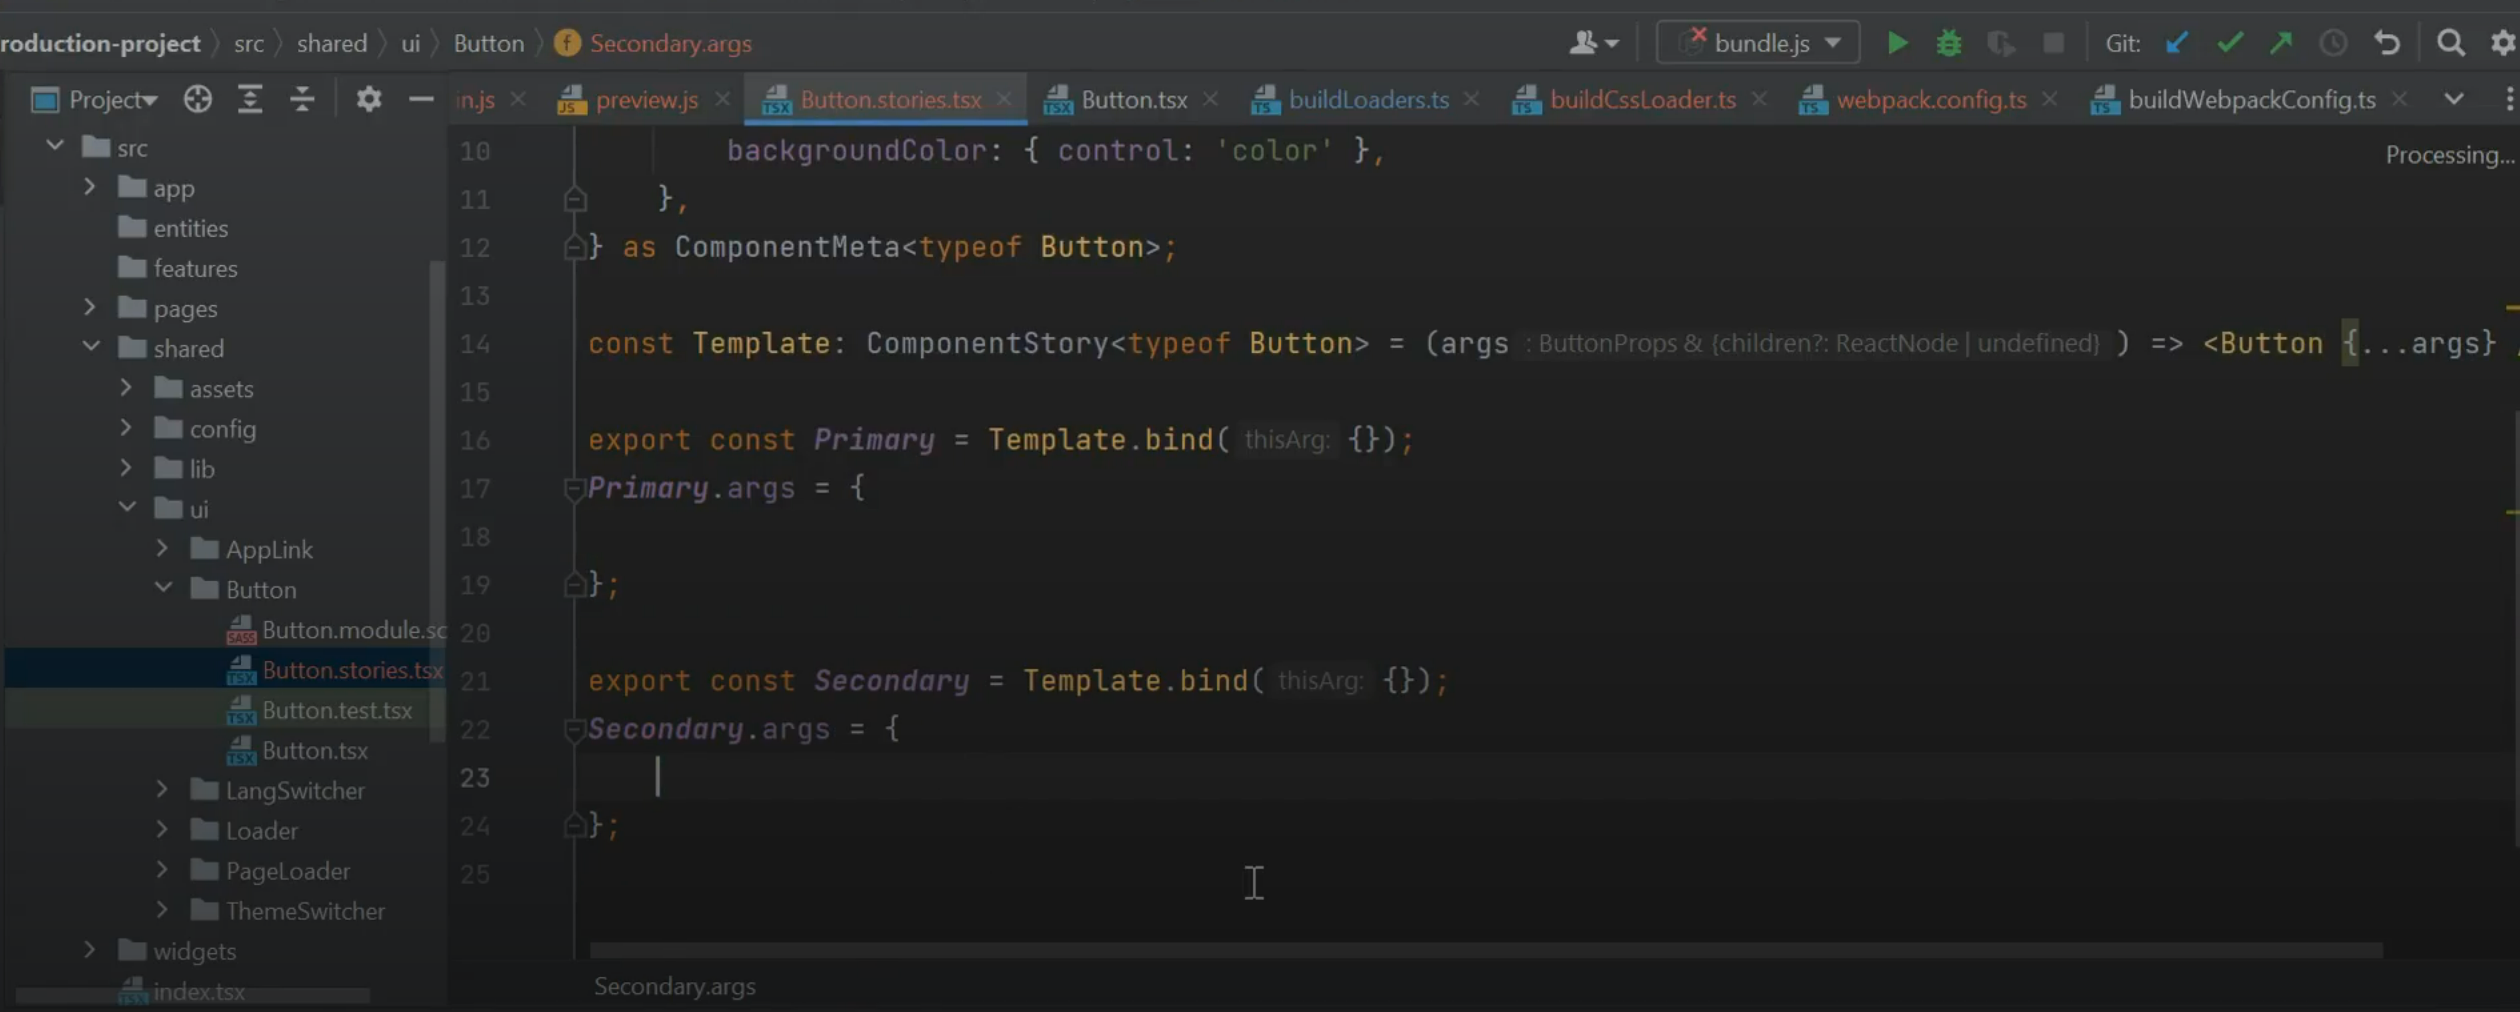 roduction-project src shared ui Button f Secondary.args bundle.js Git:
Project in.js preview.js Button.stories.tsx Button.tsx buildLoaders.ts buildCssLoader.ts webpack.config.ts buildWebpackConfig.ts
src
app
entities
features
pages
shared
assets
config
lib
ui
AppLink
Button
Button.module.sc
Button.stories.tsx
Button.test.tsx
Button.tsx
LangSwitcher
Loader
PageLoader
ThemeSwitcher
widgets
index.tsx
Processing...
10 backgroundColor: { control: 'color' },
11 },
12 } as ComponentMeta<typeof Button>;
13
14 const Template: ComponentStory<typeof Button> = (args : ButtonProps & {children?: ReactNode | undefined} ) => <Button {...args}
15
16 export const Primary = Template.bind( thisArg: {});
17 Primary.args = {
18
19 };
20
21 export const Secondary = Template.bind( thisArg: {});
22 Secondary.args = {
23
24 };
25
Secondary.args